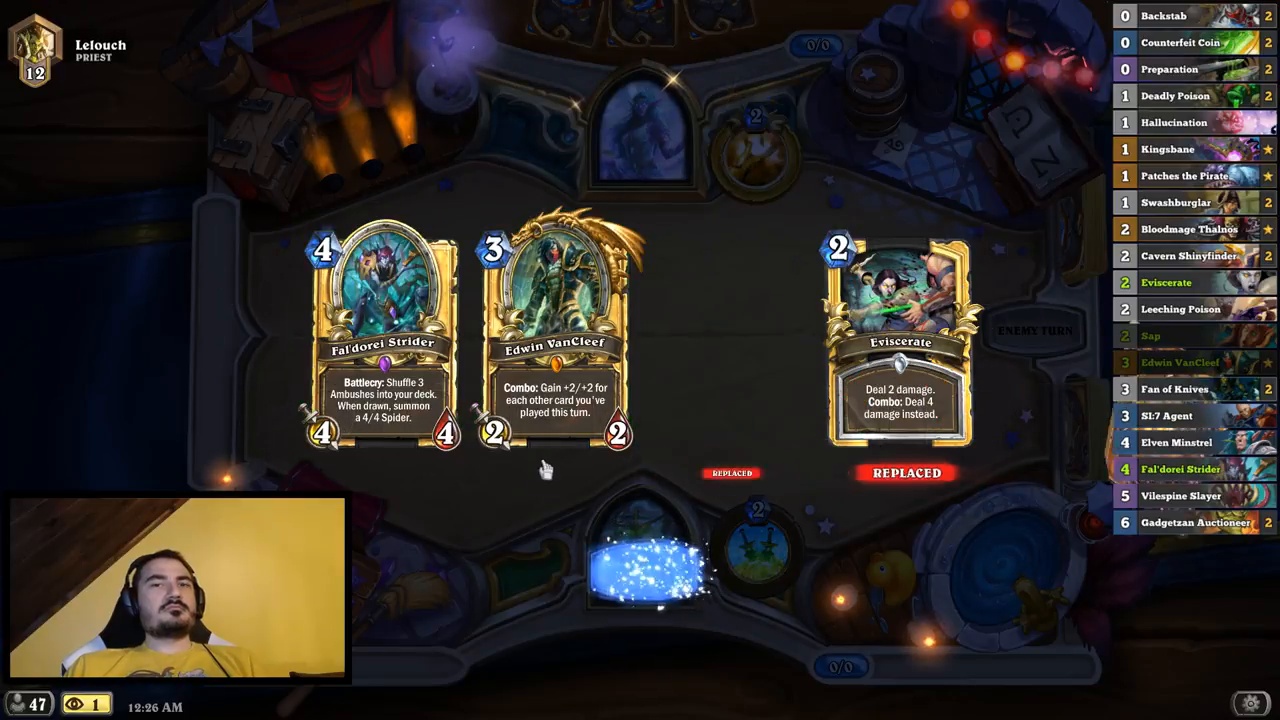 Lelouch
PRIEST
12
0/0
2
4
Fal'dorei Strider
Battlecry: Shuffle 3
Ambushes into your deck.
When drawn, summon
a 4/4 Spider.
4
4
3
Edwin VanCleef
Combo: Gain +2/+2 for
each other card you've
played this turn.
2
2
2
Eviscerate
Deal 2 damage.
Combo: Deal 4
damage instead.
REPLACED
REPLACED
ENEMY TURN
2
0/0
0 Backstab 2
0 Counterfeit Coin 2
0 Preparation 2
1 Deadly Poison 2
1 Hallucination
1 Kingsbane
1 Patches the Pirate
1 Swashburglar 2
2 Bloodmage Thalnos
2 Cavern Shinyfinder 2
2 Eviscerate
2 Leeching Poison
2 Sap
3 Edwin VanCleef
3 Fan of Knives 2
3 SI:7 Agent
4 Elven Minstrel
4 Fal'dorei Strider
5 Vilespine Slayer
6 Gadgetzan Auctioneer 2
47
1
12:26 AM